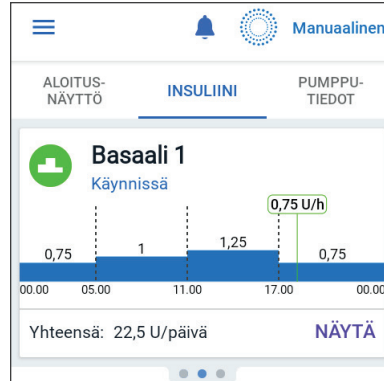 Manuaalinen
ALOITUS-
NÄYTTÖ
INSULIINI
PUMPPU-
TIEDOT
Basaali 1
Käynnissä
0,75 U/h
0,75
1
1,25
0,75
00.00 05.00 11.00 17.00 00.00
Yhteensä: 22,5 U/päivä NÄYTÄ